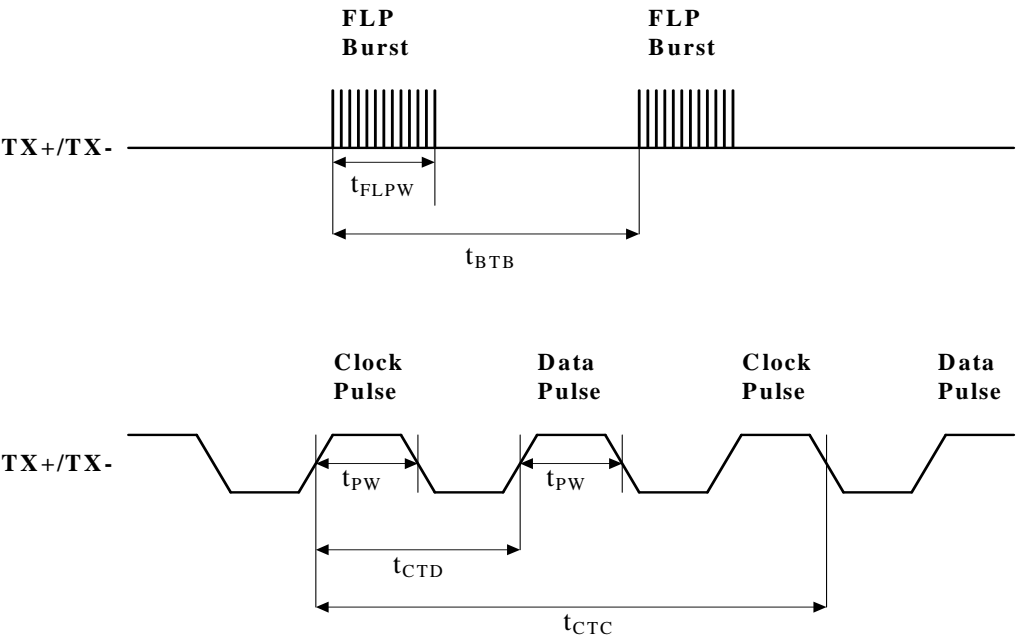 FLP Burst
FLP Burst
TX+/TX-
tFLPW
tBTB
Clock Pulse
Data Pulse
Clock Pulse
Data Pulse
TX+/TX-
tPW
tPW
tCTD
tCTC